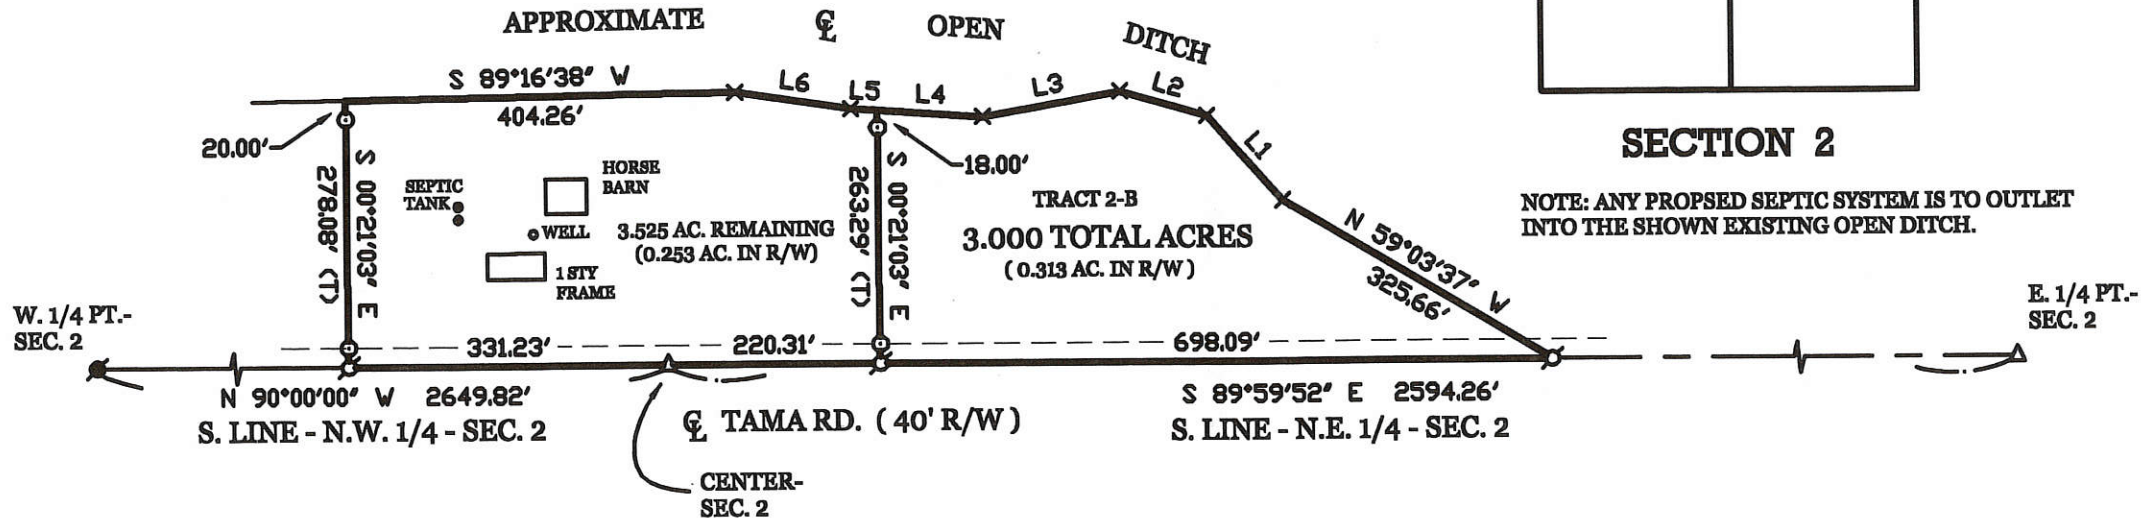 APPROXIMATE ℄ OPEN DITCH
S 89°16'38" W
404.26'
L6
L5
L4
L3
L2
L1
20.00'
18.00'
S 00°21'03" E
278.08' (T)
SEPTIC
TANK
HORSE
BARN
WELL
1 STY
FRAME
3.525 AC. REMAINING
(0.253 AC. IN R/W)
S 00°21'03" E
263.29' (T)
TRACT 2-B
3.000 TOTAL ACRES
( 0.313 AC. IN R/W )
N 59°03'37" W
325.66'
SECTION 2
NOTE: ANY PROPSED SEPTIC SYSTEM IS TO OUTLET
INTO THE SHOWN EXISTING OPEN DITCH.
W. 1/4 PT.-
SEC. 2
E. 1/4 PT.-
SEC. 2
331.23'
220.31'
698.09'
N 90°00'00" W 2649.82'
S. LINE - N.W. 1/4 - SEC. 2
℄ TAMA RD. ( 40' R/W )
S 89°59'52" E 2594.26'
S. LINE - N.E. 1/4 - SEC. 2
CENTER-
SEC. 2